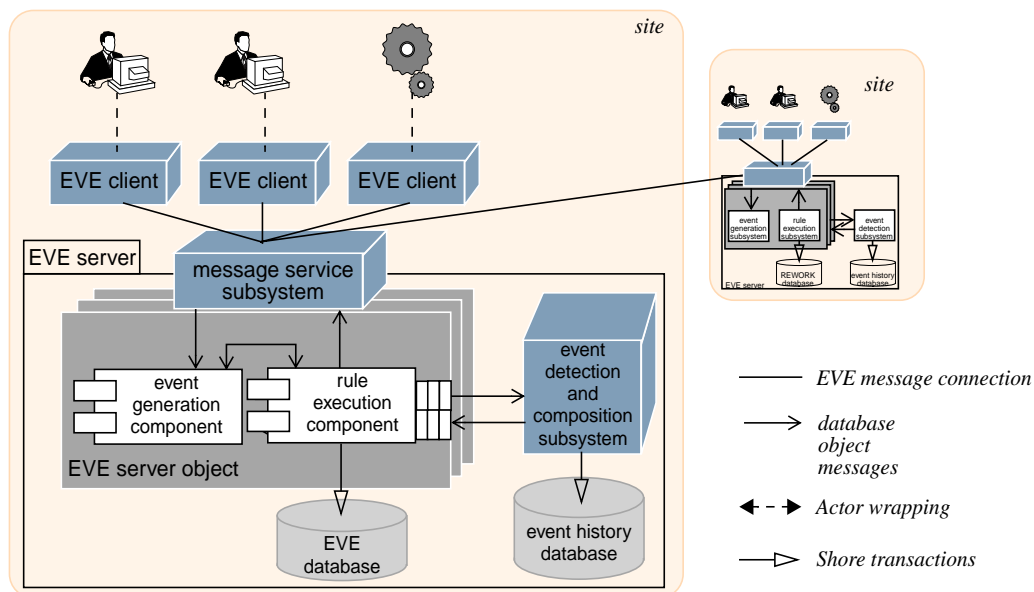 site
EVE client
EVE client
EVE client
EVE server
message service
subsystem
event
generation
component
rule
execution
component
event
detection
and
composition
subsystem
EVE server object
EVE
database
event history
database
site
event
generation
subsystem
rule
execution
subsystem
event
detection
subsystem
REWORK
database
event history
database
EVE server
EVE message connection
database
object
messages
Actor wrapping
Shore transactions